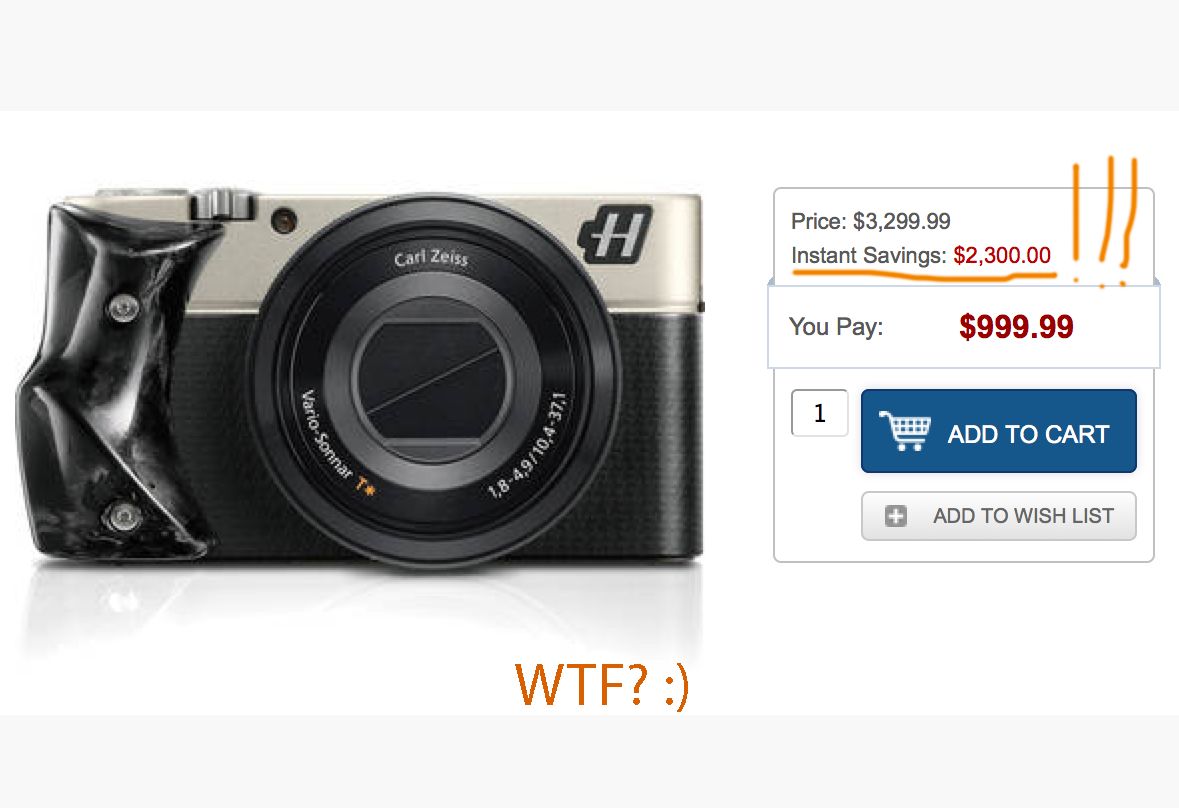 H
Carl Zeiss
Vario-Sonnar T*
1,8-4,9/10,4-37,1
Price: $3,299.99
Instant Savings: $2,300.00
!!!
You Pay: $999.99
1
ADD TO CART
ADD TO WISH LIST
WTF? :)